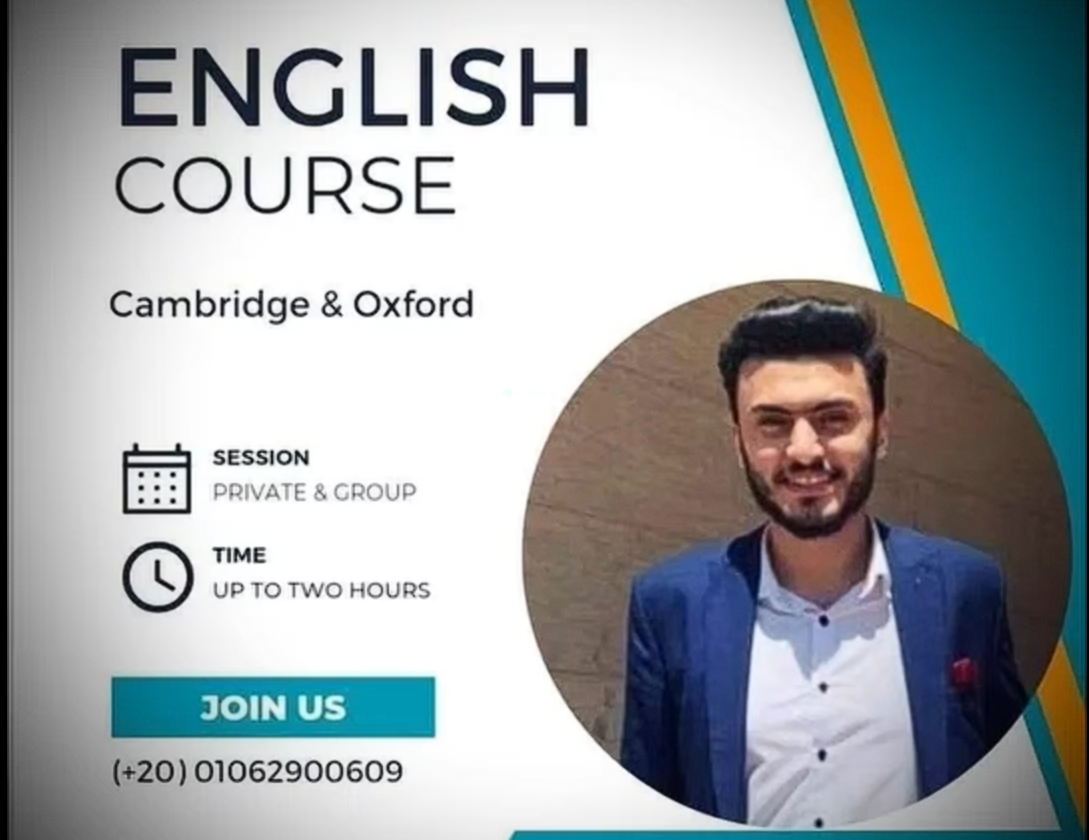 ENGLISH
COURSE
Cambridge & Oxford
SESSION
PRIVATE & GROUP
TIME
UP TO TWO HOURS
JOIN US
(+20) 01062900609